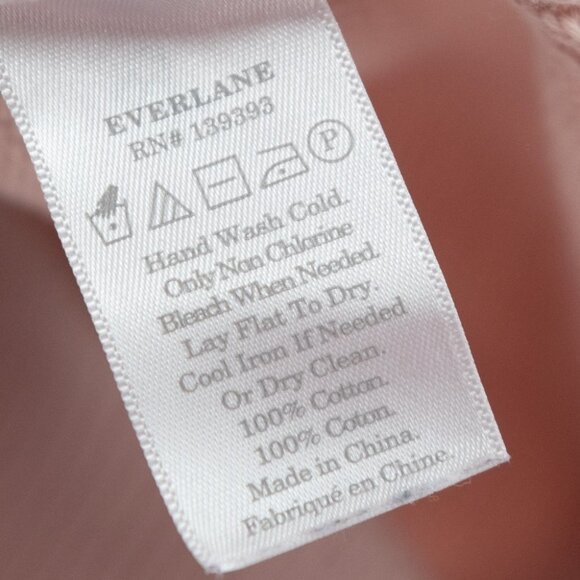 EVERLANE
RN# 139393
P
Hand Wash Cold.
Only Non Chlorine
Bleach When Needed.
Lay Flat To Dry.
Cool Iron If Needed
Or Dry Clean.
100% Cotton.
100% Coton.
Made in China.
Fabriqué en Chine.